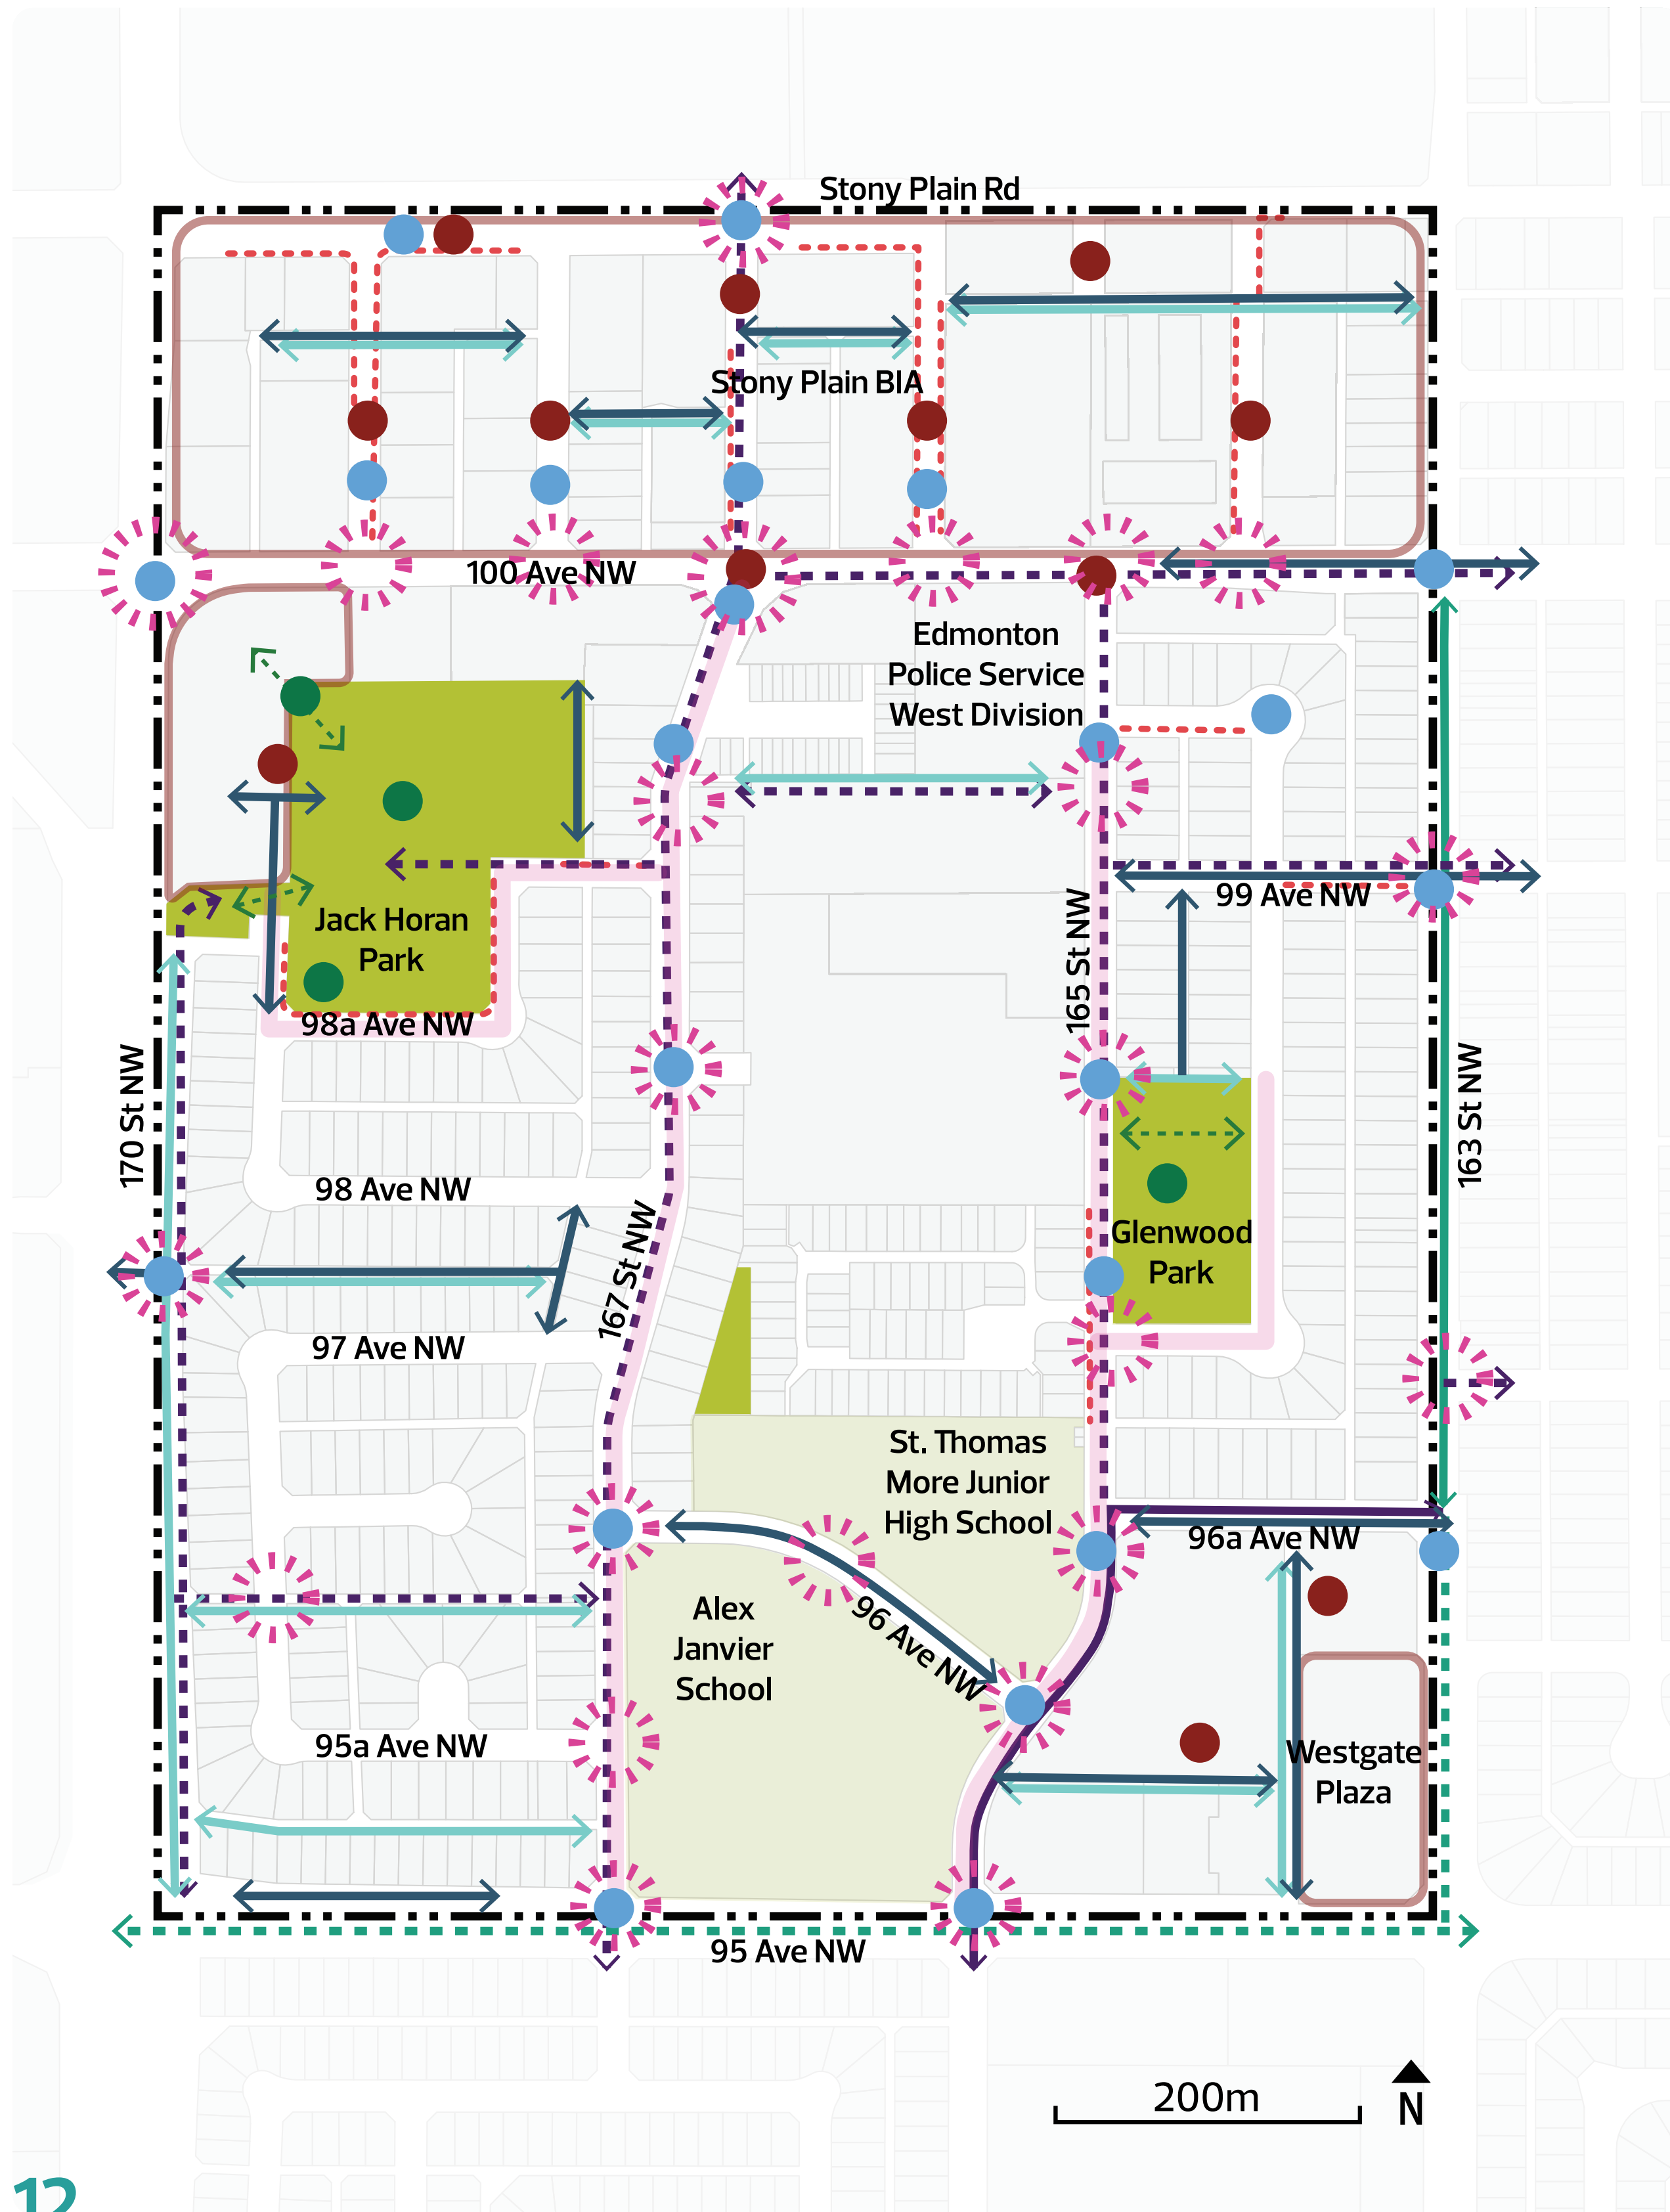 Stony Plain Rd
Stony Plain BIA
100 Ave NW
Edmonton
Police Service
West Division
99 Ave NW
165 St NW
Jack Horan
Park
98a Ave NW
170 St NW
163 St NW
98 Ave NW
Glenwood
Park
167 St NW
97 Ave NW
St. Thomas
More Junior
High School
96a Ave NW
Alex
Janvier
School
96 Ave NW
95a Ave NW
Westgate
Plaza
95 Ave NW
200m
N
12